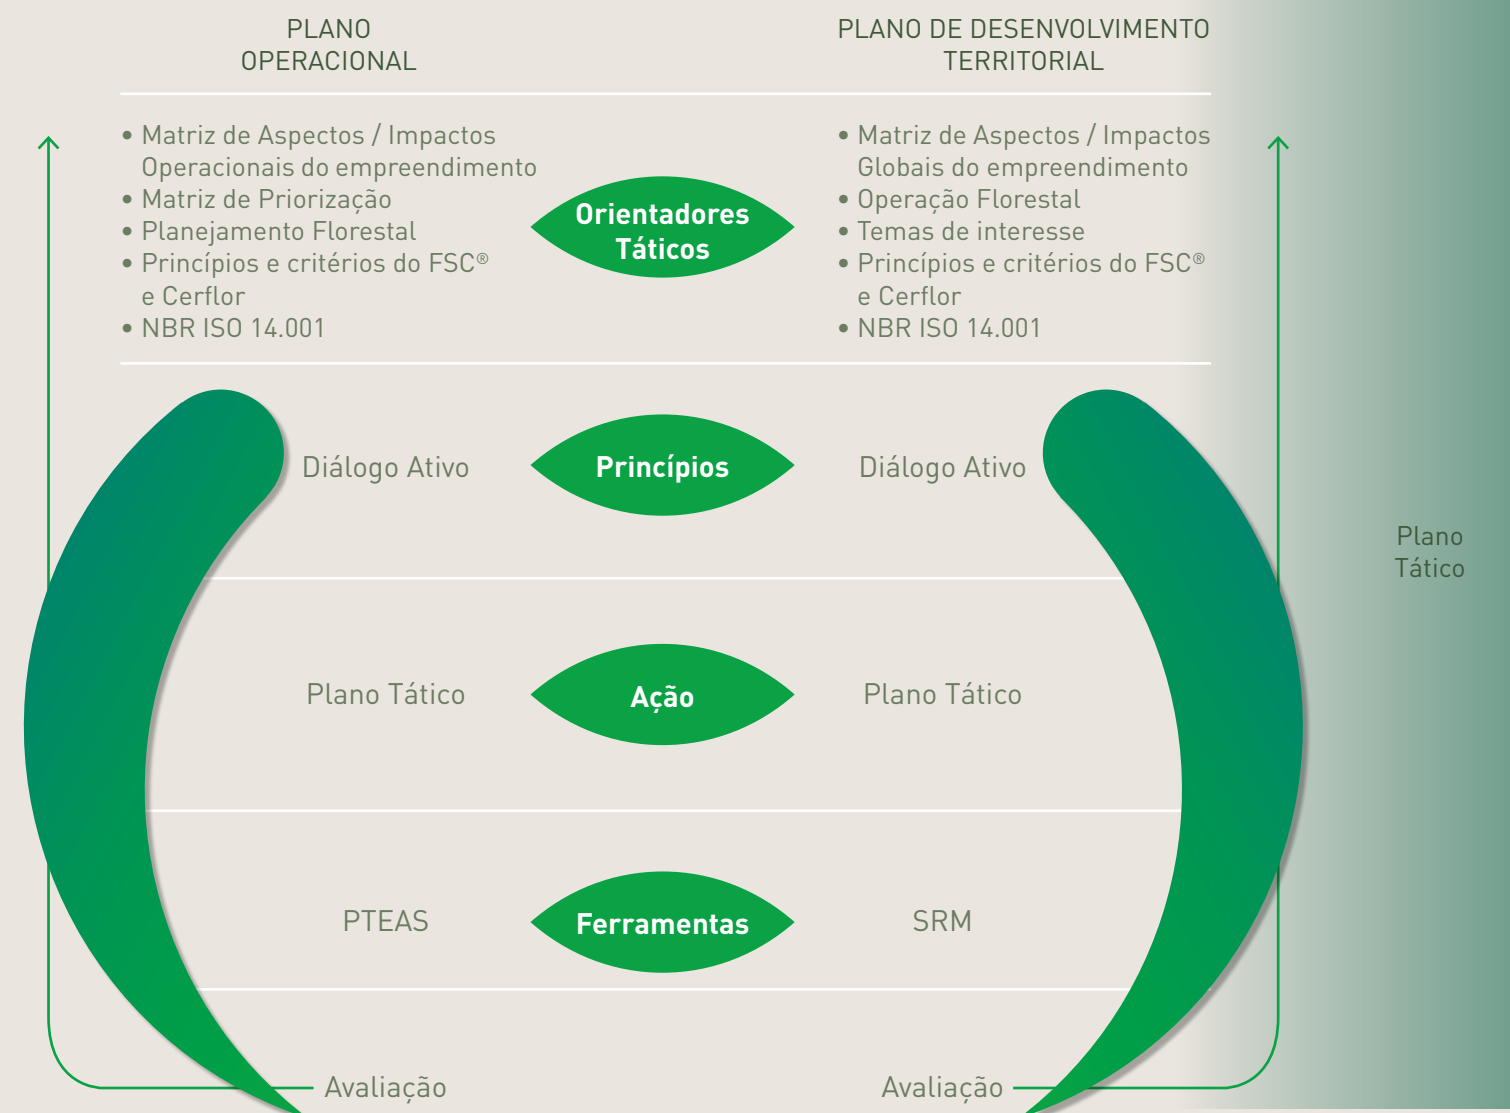 PLANO
OPERACIONAL
PLANO DE DESENVOLVIMENTO
TERRITORIAL
• Matriz de Aspectos / Impactos
Operacionais do empreendimento
• Matriz de Priorização
• Planejamento Florestal
• Princípios e critérios do FSC®
e Cerflor
• NBR ISO 14.001
Orientadores
Táticos
• Matriz de Aspectos / Impactos
Globais do empreendimento
• Operação Florestal
• Temas de interesse
• Princípios e critérios do FSC®
e Cerflor
• NBR ISO 14.001
Diálogo Ativo
Princípios
Diálogo Ativo
Plano
Tático
Plano Tático
Ação
Plano Tático
PTEAS
Ferramentas
SRM
Avaliação
Avaliação